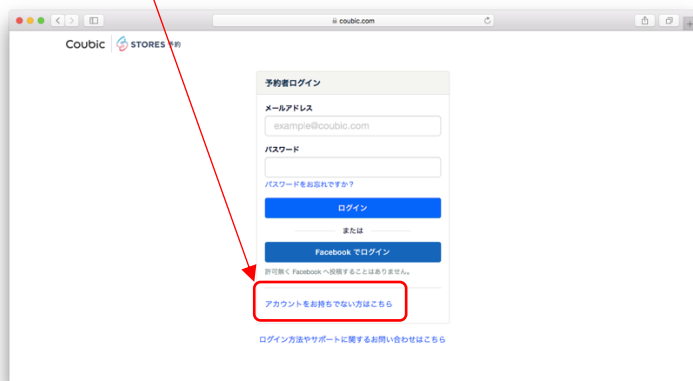 coubic.com
Coubic STORES 予約
予約者ログイン
メールアドレス
example@coubic.com
パスワード
パスワードをお忘れですか？
ログイン
または
Facebook でログイン
許可無く Facebook へ投稿することはありません。
アカウントをお持ちでない方はこちら
ログイン方法やサポートに関するお問い合わせはこちら